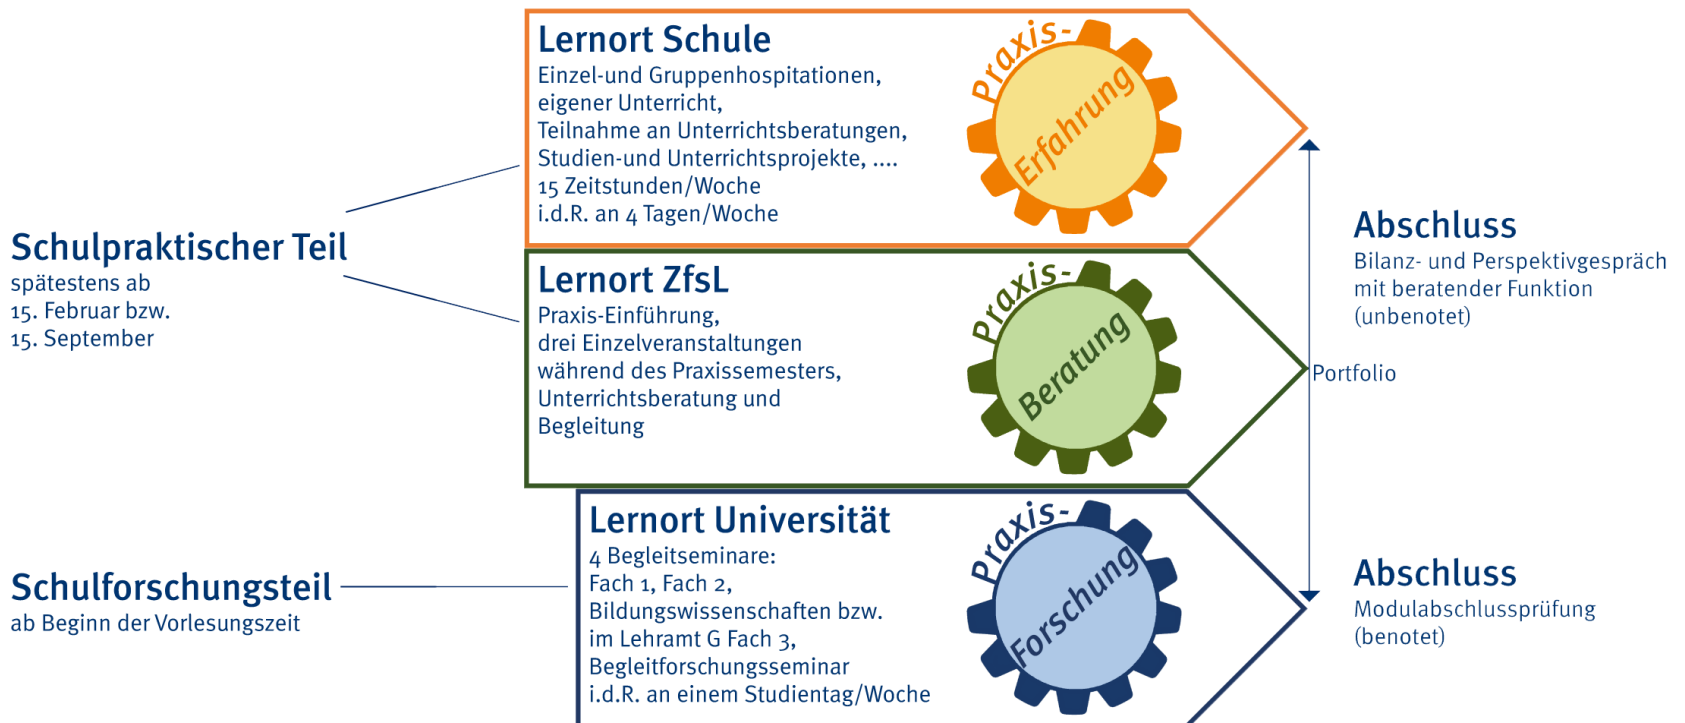 Schulpraktischer Teil
spätestens ab
15. Februar bzw.
15. September
Schulforschungsteil
ab Beginn der Vorlesungszeit
Lernort Schule
Einzel-und Gruppenhospitationen,
eigener Unterricht,
Teilnahme an Unterrichtsberatungen,
Studien-und Unterrichtsprojekte, ....
15 Zeitstunden/Woche
i.d.R. an 4 Tagen/Woche
Praxis-
Erfahrung
Lernort ZfsL
Praxis-Einführung,
drei Einzelveranstaltungen
während des Praxissemesters,
Unterrichtsberatung und
Begleitung
Praxis-
Beratung
Lernort Universität
4 Begleitseminare:
Fach 1, Fach 2,
Bildungswissenschaften bzw.
im Lehramt G Fach 3,
Begleitforschungsseminar
i.d.R. an einem Studientag/Woche
Praxis-
Forschung
Abschluss
Bilanz- und Perspektivgespräch
mit beratender Funktion
(unbenotet)
Portfolio
Abschluss
Modulabschlussprüfung
(benotet)